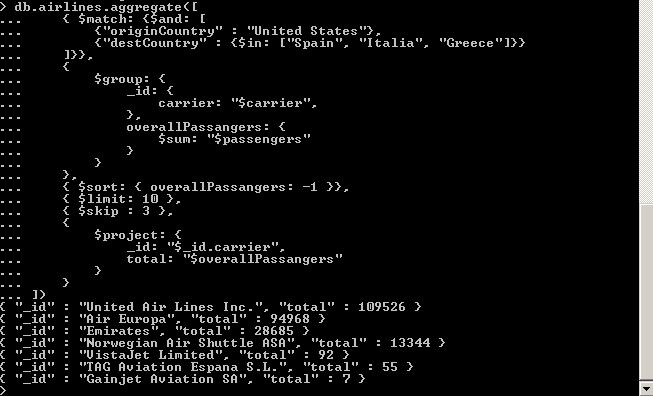 > db.airlines.aggregate([
...     { $match: {$and: [
...         {"originCountry" : "United States"},
...         {"destCountry" : {$in: ["Spain", "Italia", "Greece"]}}
...     ]}},
...     {
...         $group: {
...             _id: {
...                 carrier: "$carrier",
...             },
...             overallPassangers: {
...                 $sum: "$passengers"
...             }
...         }
...     },
...     { $sort: { overallPassangers: -1 }},
...     { $limit: 10 },
...     { $skip : 3 },
...     {
...         $project: {
...             _id: "$_id.carrier",
...             total: "$overallPassangers"
...         }
...     }
... ])
{ "_id" : "United Air Lines Inc.", "total" : 109526 }
{ "_id" : "Air Europa", "total" : 94968 }
{ "_id" : "Emirates", "total" : 28685 }
{ "_id" : "Norwegian Air Shuttle ASA", "total" : 13344 }
{ "_id" : "VistaJet Limited", "total" : 92 }
{ "_id" : "TAG Aviation Espana S.L.", "total" : 55 }
{ "_id" : "Gainjet Aviation SA", "total" : 7 }
>